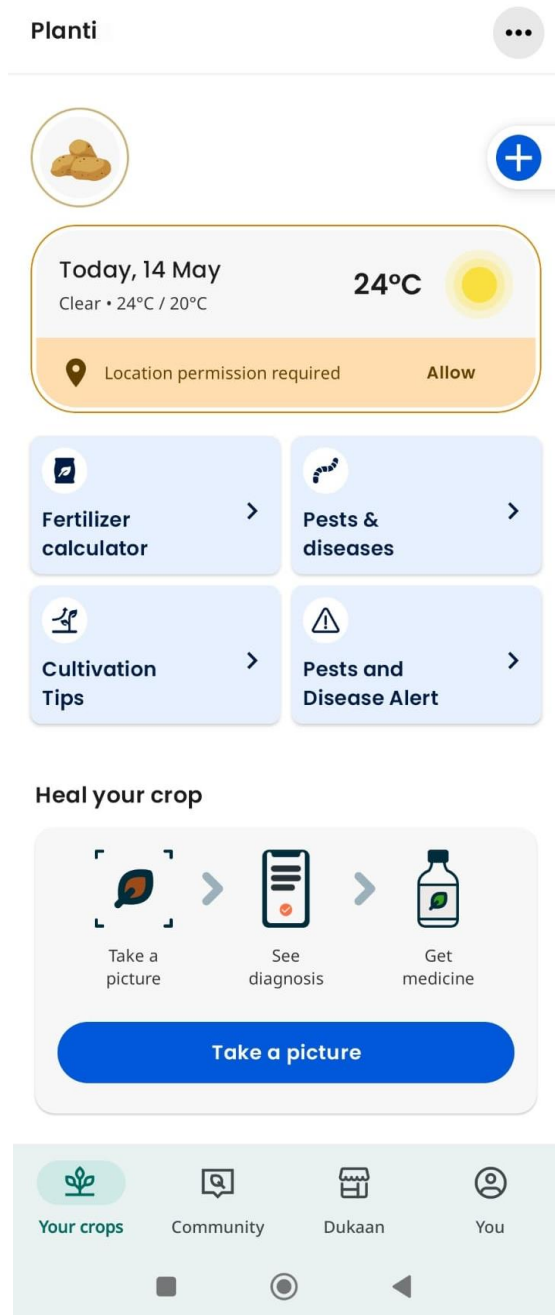 Planti
Today, 14 May
24°C
Clear • 24°C / 20°C
Location permission required
Allow
Fertilizer
calculator
Pests &
diseases
Cultivation
Tips
Pests and
Disease Alert
Heal your crop
Take a
picture
See
diagnosis
Get
medicine
Take a picture
Your crops
Community
Dukaan
You